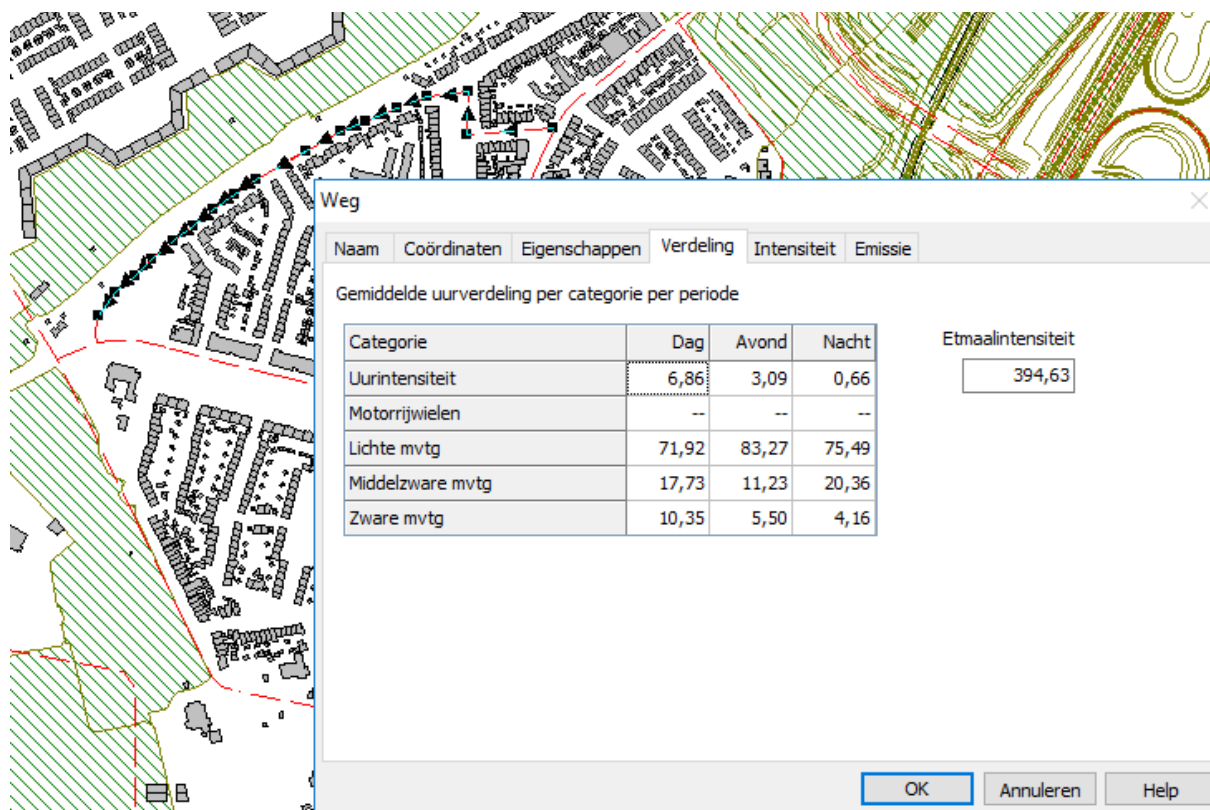 Weg
Naam Coördinaten Eigenschappen Verdeling Intensiteit Emissie
Gemiddelde uurverdeling per categorie per periode
Categorie Dag Avond Nacht
Etmaalintensiteit
Uurintensiteit 6,86 3,09 0,66
394,63
Motorrijwielen -- -- --
Lichte mvtg 71,92 83,27 75,49
Middelzware mvtg 17,73 11,23 20,36
Zware mvtg 10,35 5,50 4,16
OK Annuleren Help